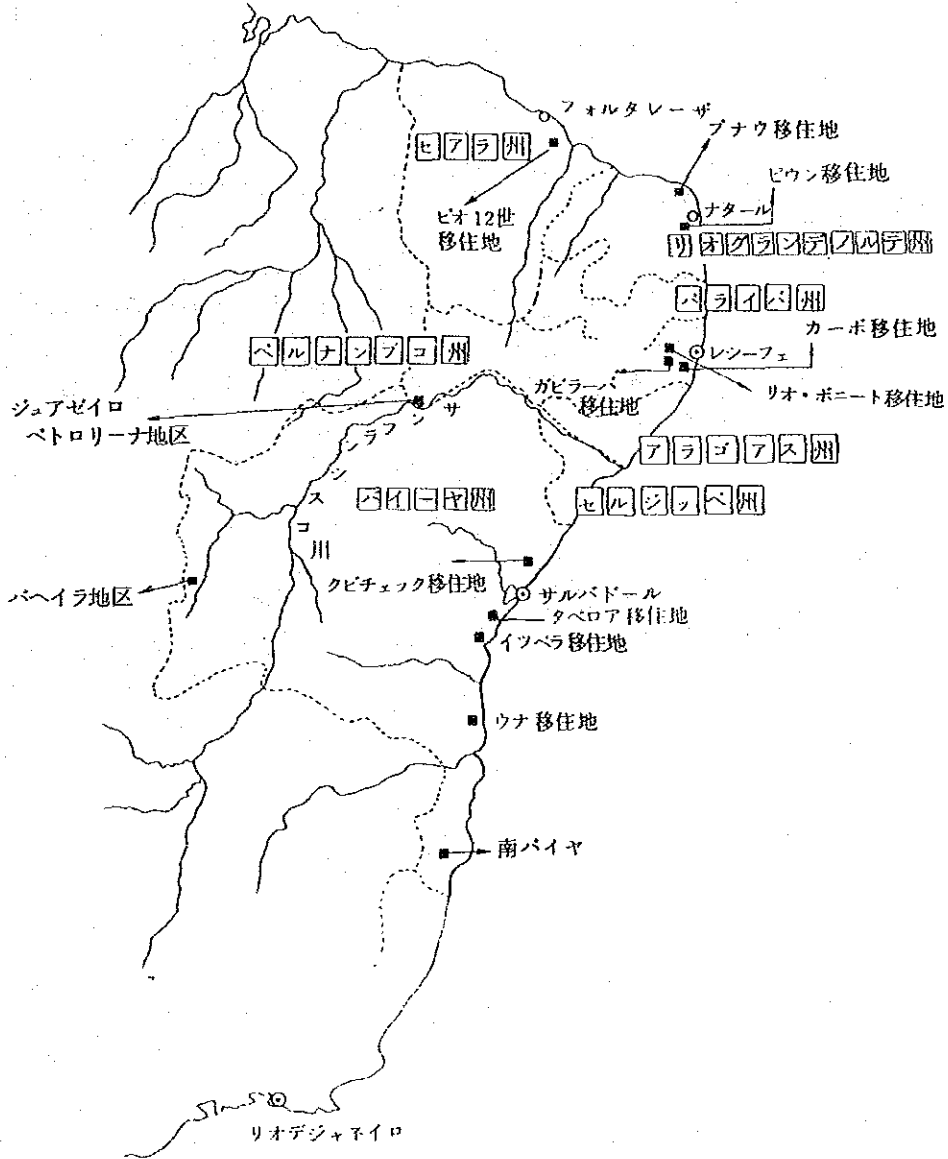 フォルタレーザ
プナウ移住地
セアラ州
ピウン移住地
ピオ12世
移住地
ナタール
リオグランデノルテ州
パライバ州
カーボ移住地
ペルナンブコ州
レシーフェ
ガビラーバ
移住地
リオ・ボニート移住地
ジュアゼイロ
ペトロリーナ地区
サンフランシスコ川
アラゴアス州
バイーヤ州
セルジッペ州
クビチェック移住地
バヘイラ地区
サルバドール
タペロア移住地
イツベラ移住地
ウナ移住地
南バイヤ
リオデジャネイロ